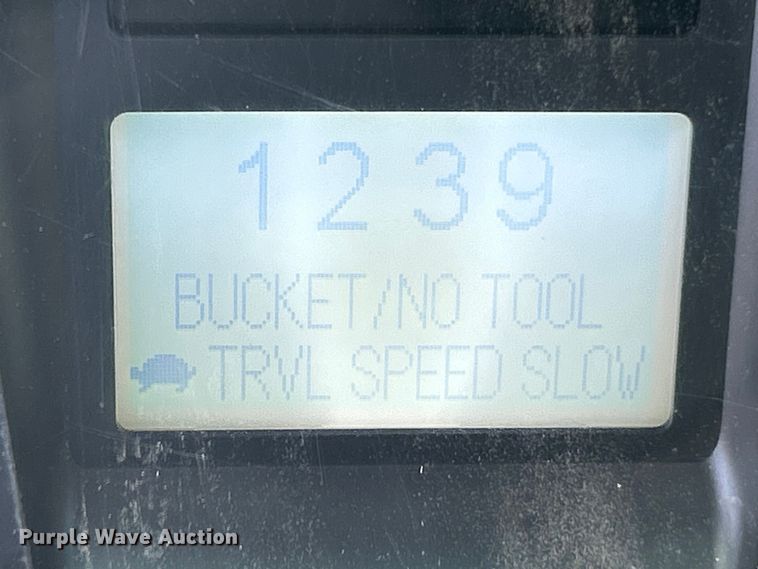 1239
BUCKET/NO TOOL
TRVL SPEED SLOW
Purple Wave Auction